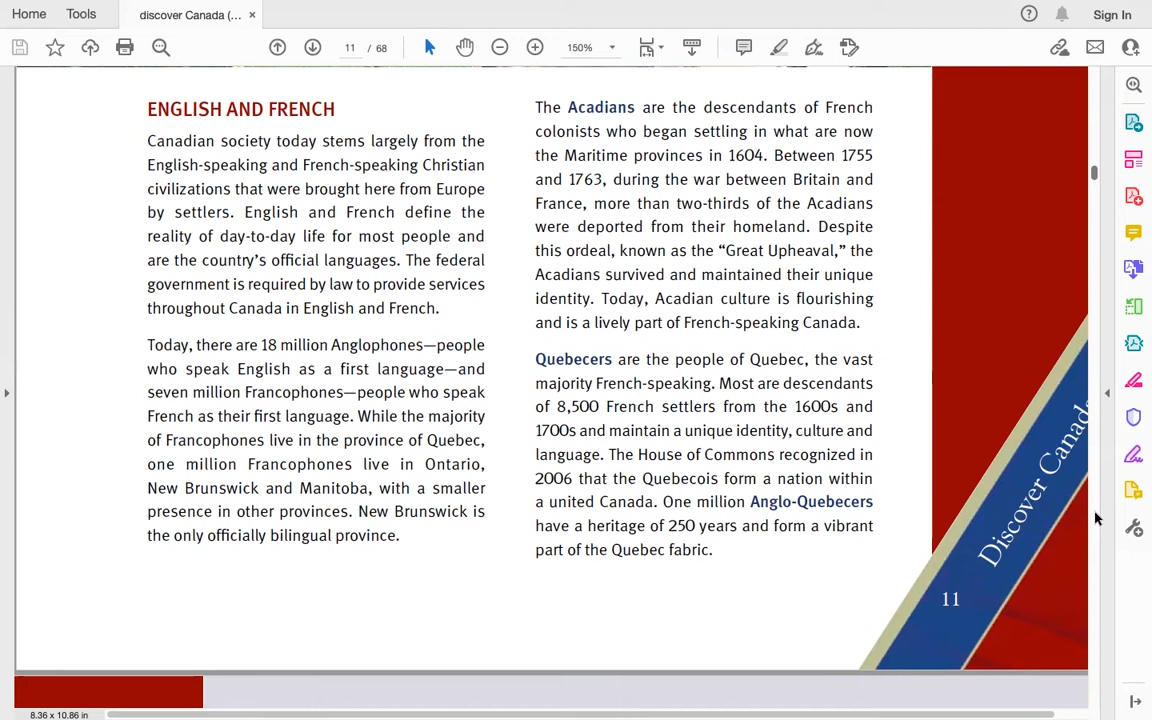 Home
Tools
discover Canada (... ×
Sign In
11 / 68
150%
ENGLISH AND FRENCH
Canadian society today stems largely from the
English-speaking and French-speaking Christian
civilizations that were brought here from Europe
by settlers. English and French define the
reality of day-to-day life for most people and
are the country's official languages. The federal
government is required by law to provide services
throughout Canada in English and French.
Today, there are 18 million Anglophones—people
who speak English as a first language—and
seven million Francophones—people who speak
French as their first language. While the majority
of Francophones live in the province of Quebec,
one million Francophones live in Ontario,
New Brunswick and Manitoba, with a smaller
presence in other provinces. New Brunswick is
the only officially bilingual province.
The Acadians are the descendants of French
colonists who began settling in what are now
the Maritime provinces in 1604. Between 1755
and 1763, during the war between Britain and
France, more than two-thirds of the Acadians
were deported from their homeland. Despite
this ordeal, known as the “Great Upheaval,” the
Acadians survived and maintained their unique
identity. Today, Acadian culture is flourishing
and is a lively part of French-speaking Canada.
Quebecers are the people of Quebec, the vast
majority French-speaking. Most are descendants
of 8,500 French settlers from the 1600s and
1700s and maintain a unique identity, culture and
language. The House of Commons recognized in
2006 that the Quebecois form a nation within
a united Canada. One million Anglo-Quebecers
have a heritage of 250 years and form a vibrant
part of the Quebec fabric.
Discover Canada
11
8.36 x 10.86 in